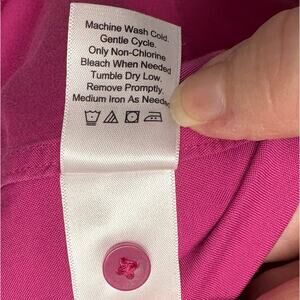 Machine Wash Cold.
Gentle Cycle.
Only Non-Chlorine
Bleach When Needed
Tumble Dry Low.
Remove Promptly.
Medium Iron As Needed